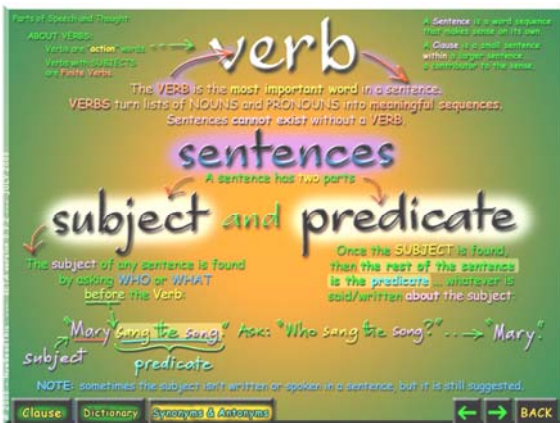 Parts of Speech and Thought:
ABOUT VERBS:
Verbs are "action" words
Verbs with SUBJECTS
are Finite Verbs.
verb
A Sentence is a word sequence
that makes sense on its own.
A Clause is a small sentence
within a larger sentence,
a contributor to the sense.
The VERB is the most important word in a sentence.
VERBS turn lists of NOUNS and PRONOUNS into meaningful sequences.
Sentences cannot exist without a VERB.
sentences
A sentence has TWO parts
subject and predicate
The subject of any sentence is found
by asking WHO or WHAT
before the Verb:
Once the SUBJECT is found,
then the rest of the sentence
is the predicate ... whatever is
said/written about the subject.
"Mary sang the song." Ask: "Who sang the song?" ...→ "Mary."
subject
predicate
NOTE: sometimes the subject isn't written or spoken in a sentence, but it is still suggested.
Clause Dictionary Synonyms & Antonyms ← → BACK